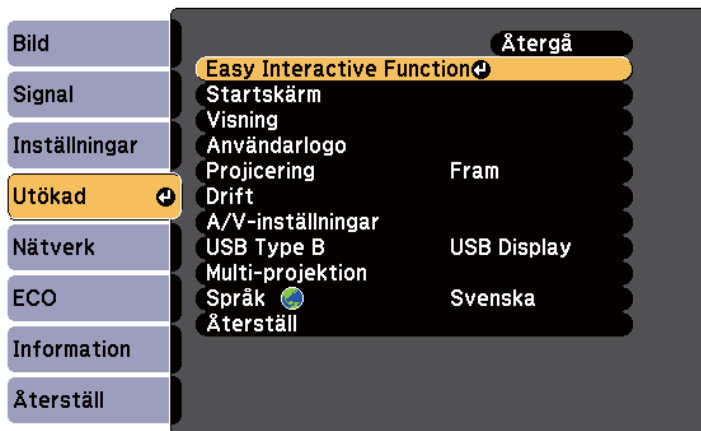 Bild
Signal
Inställningar
Utökad
Nätverk
ECO
Information
Återställ
Återgå
Easy Interactive Function
Startskärm
Visning
Användarlogo
Projicering Fram
Drift
A/V-inställningar
USB Type B USB Display
Multi-projektion
Språk Svenska
Återställ